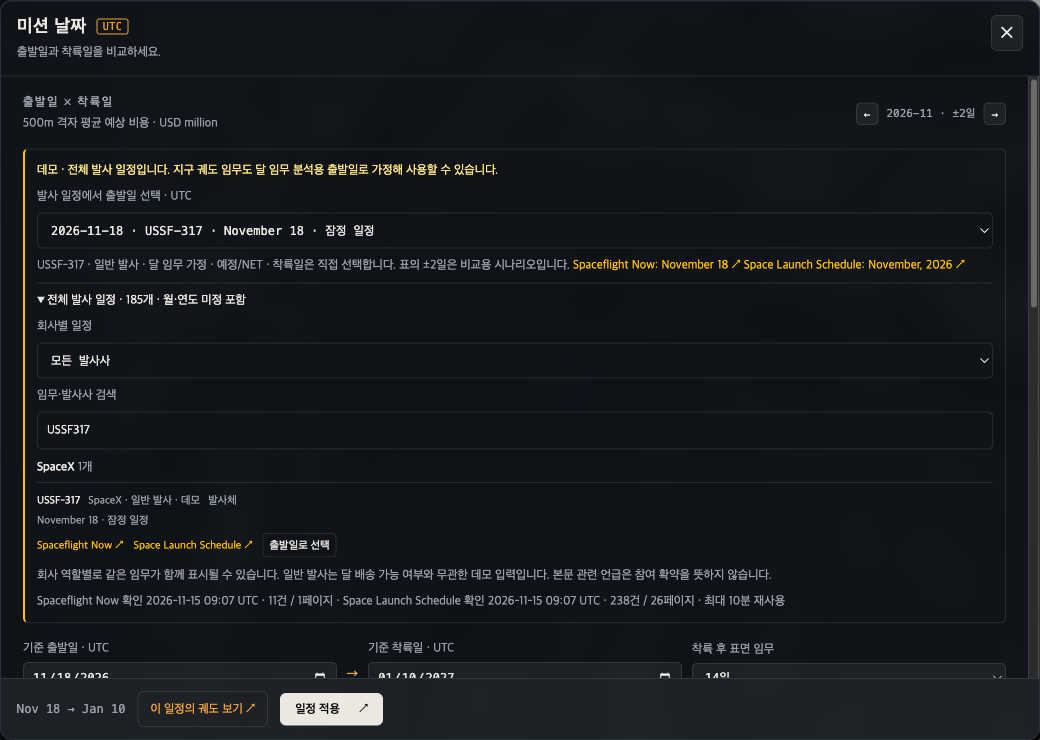 미션 날짜 UTC
출발일과 착륙일을 비교하세요.
출발일 × 착륙일
500m 격자 평균 예상 비용 · USD million
← 2026-11 · ±2일 →
데모 · 전체 발사 일정입니다. 지구 궤도 임무도 달 임무 분석용 출발일로 가정해 사용할 수 있습니다.
발사 일정에서 출발일 선택 · UTC
2026-11-18 · USSF-317 · November 18 · 잠정 일정
USSF-317 · 일반 발사 · 달 임무 가정 · 예정/NET · 착륙일은 직접 선택합니다. 표의 ±2일은 비교용 시나리오입니다. Spaceflight Now: November 18 ↗ Space Launch Schedule: November, 2026 ↗
▼ 전체 발사 일정 · 185개 · 월·연도 미정 포함
회사별 일정
모든 발사사
임무·발사사 검색
USSF317
SpaceX 1개
USSF-317 SpaceX · 일반 발사 · 데모 발사체
November 18 · 잠정 일정
Spaceflight Now ↗ Space Launch Schedule ↗ 출발일로 선택
회사 역할별로 같은 임무가 함께 표시될 수 있습니다. 일반 발사는 달 배송 가능 여부와 무관한 데모 입력입니다. 본문 관련 언급은 참여 확약을 뜻하지 않습니다.
Spaceflight Now 확인 2026-11-15 09:07 UTC · 11건 / 1페이지 · Space Launch Schedule 확인 2026-11-15 09:07 UTC · 238건 / 26페이지 · 최대 10분 재사용
기준 출발일 · UTC
기준 착륙일 · UTC
착륙 후 표면 임무
11/18/2026 → 01/10/2027 14일
Nov 18 → Jan 10 이 일정의 궤도 보기 ↗ 일정 적용 ↗